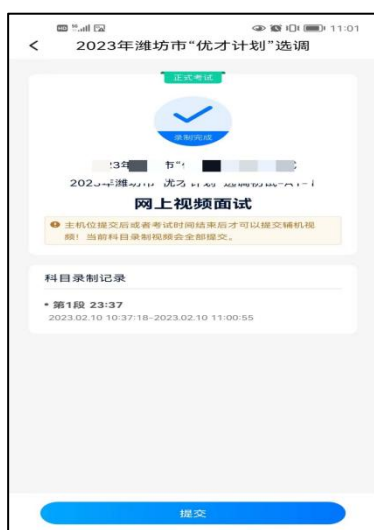 11:01
2023年潍坊市“优才计划”选调
正式考试
录制完成
网上视频面试
主机位提交后或者考试时间结束后才可以提交辅机视
频！当前科目录制视频会全部提交。
科目录制记录
• 第1段 23:37
2023.02.10 10:37:18-2023.02.10 11:00:55
提交